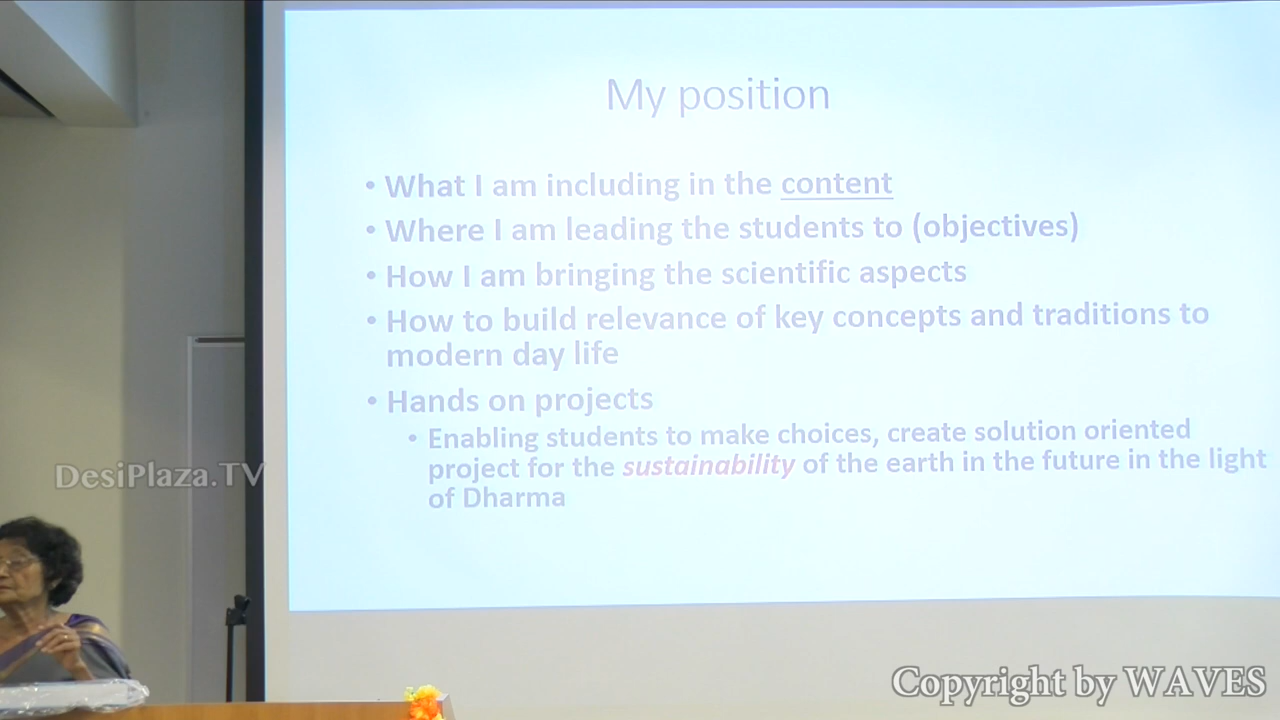 My position
• What I am including in the content
• Where I am leading the students to (objectives)
• How I am bringing the scientific aspects
• How to build relevance of key concepts and traditions to
modern day life
• Hands on projects
• Enabling students to make choices, create solution oriented
project for the sustainability of the earth in the future in the light
of Dharma
DesiPlaza.TV
Copyright by WAVES